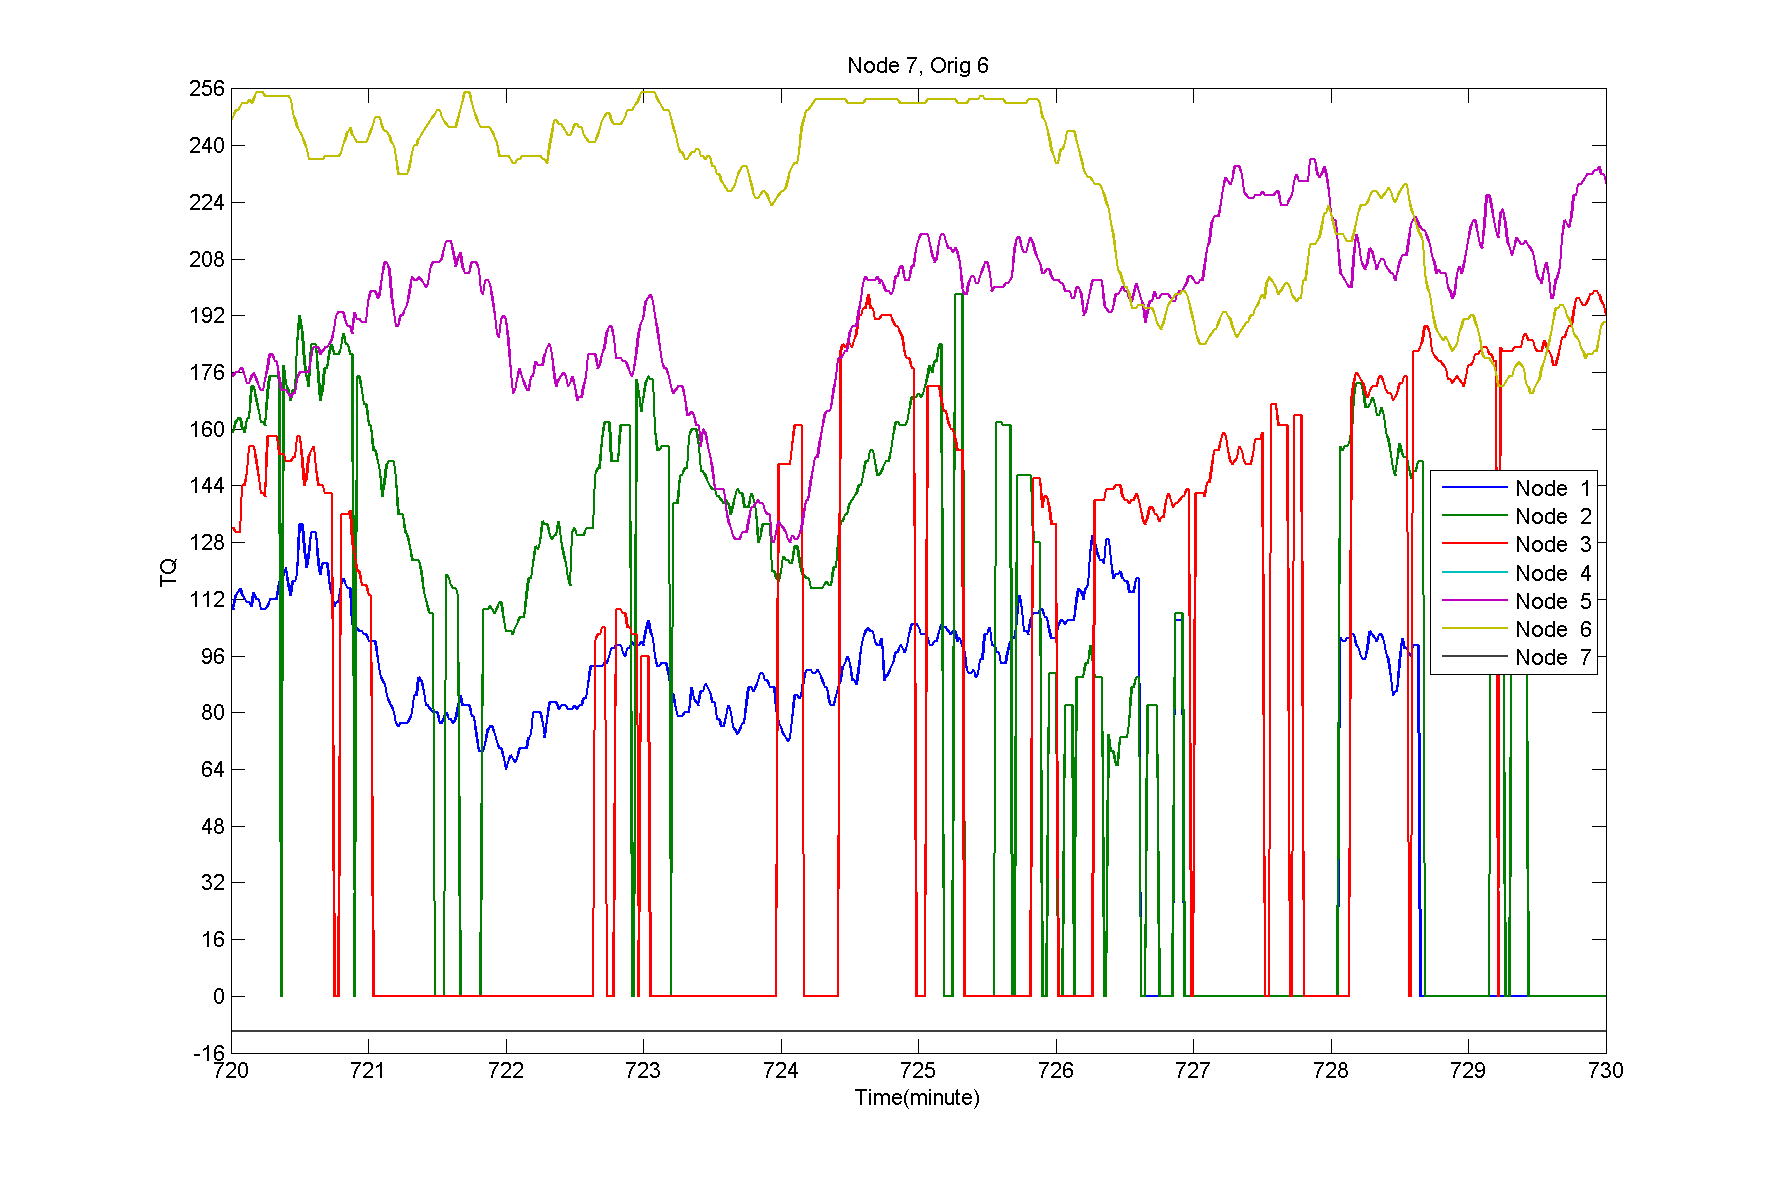 Node 7, Orig 6
256
240
224
208
192
176
160
144
128
112
96
80
64
48
32
16
0
-16
TQ
Node 1
Node 2
Node 3
Node 4
Node 5
Node 6
Node 7
720 721 722 723 724 725 726 727 728 729 730
Time(minute)